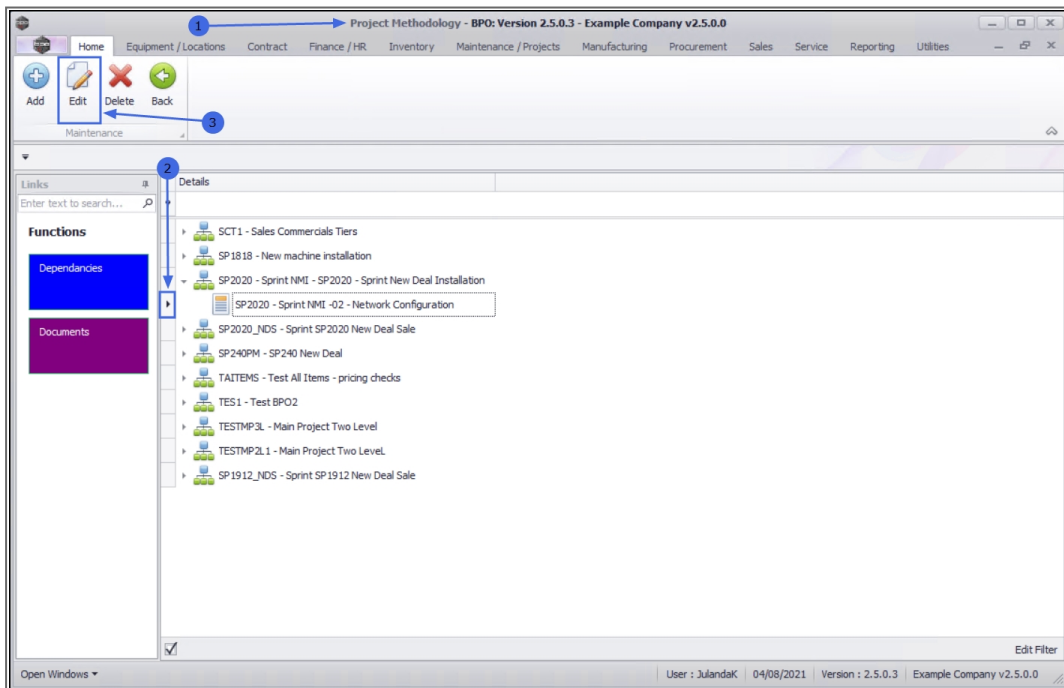 1
Project Methodology - BPO: Version 2.5.0.3 - Example Company v2.5.0.0
Home Equipment / Locations Contract Finance / HR Inventory Maintenance / Projects Manufacturing Procurement Sales Service Reporting Utilities
Add Edit Delete Back
3
Maintenance
2
Links
Details
Enter text to search...
Functions
Dependancies
Documents
SCT1 - Sales Commercials Tiers
SP1818 - New machine installation
SP2020 - Sprint NMI - SP2020 - Sprint New Deal Installation
SP2020 - Sprint NMI -02 - Network Configuration
SP2020_NDS - Sprint SP2020 New Deal Sale
SP240PM - SP240 New Deal
TAITEMS - Test All Items - pricing checks
TES1 - Test BPO2
TESTMP3L - Main Project Two Level
TESTMP2L1 - Main Project Two LeveL
SP1912_NDS - Sprint SP1912 New Deal Sale
Edit Filter
Open Windows User : JulandaK 04/08/2021 Version : 2.5.0.3 Example Company v2.5.0.0